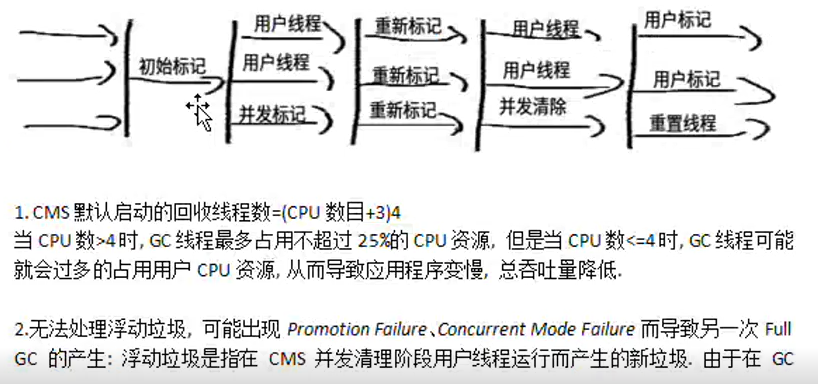 用户线程 重新标记 用户线程 用户标记
初始标记 用户线程 重新标记 用户线程 用户标记
并发标记 重新标记 并发清除 重置线程
1. CMS 默认启动的回收线程数=(CPU 数目+3)4
当 CPU 数>4 时, GC 线程最多占用不超过 25%的 CPU 资源, 但是当 CPU 数<=4 时, GC 线程可能
就会过多的占用用户 CPU 资源, 从而导致应用程序变慢, 总吞吐量降低.
2.无法处理浮动垃圾, 可能出现 Promotion Failure、Concurrent Mode Failure 而导致另一次 Full
GC 的产生: 浮动垃圾是指在 CMS 并发清理阶段用户线程运行而产生的新垃圾. 由于在 GC